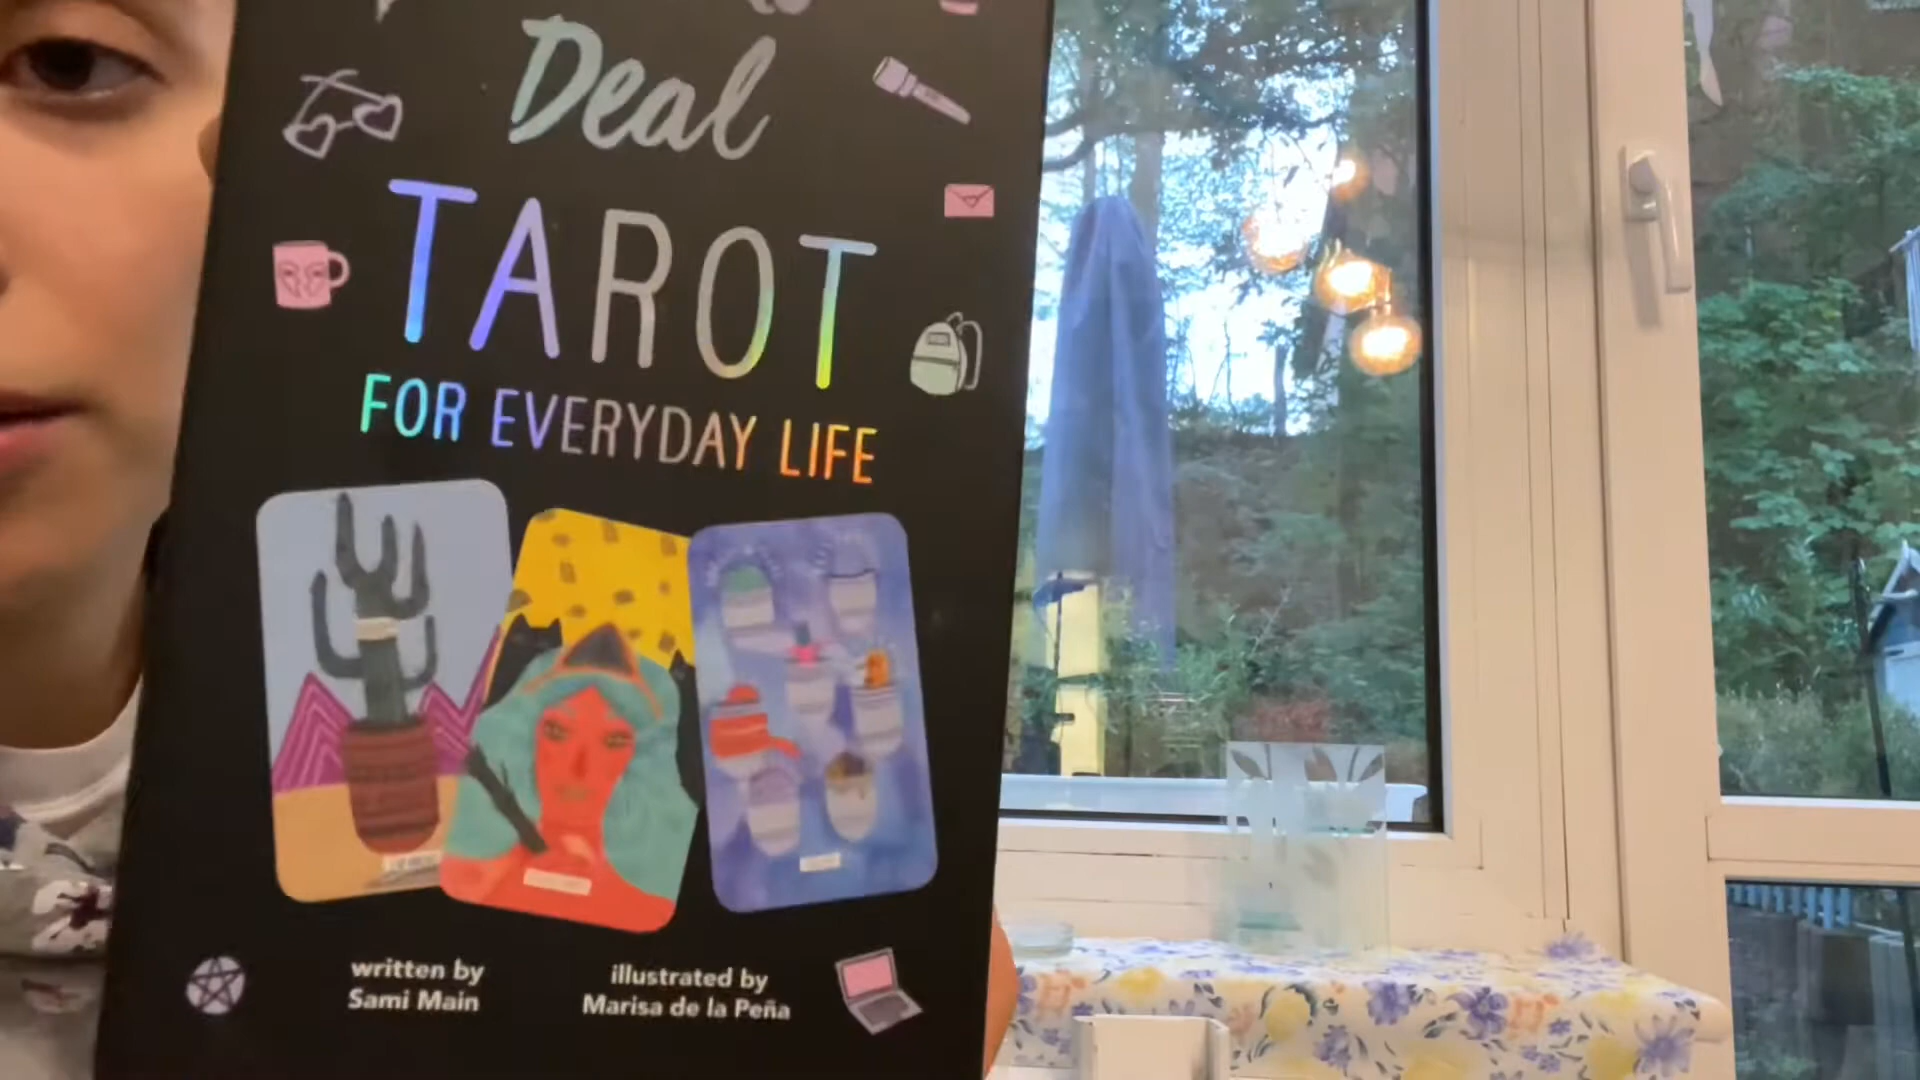 Deal
TAROT
FOR EVERYDAY LIFE
written by
Sami Main
illustrated by
Marisa de la Peña